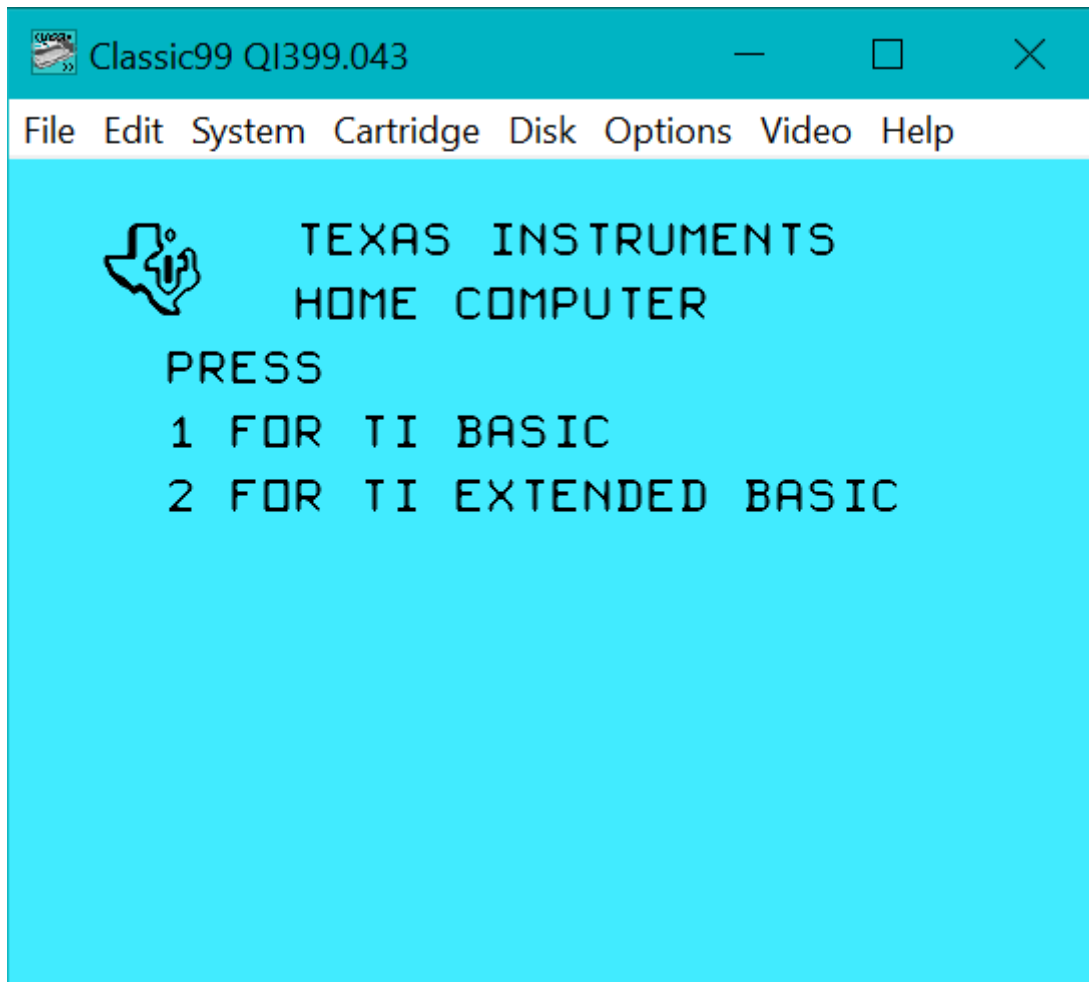 Classic99 QI399.043
File Edit System Cartridge Disk Options Video Help
TEXAS INSTRUMENTS
HOME COMPUTER
PRESS
1 FOR TI BASIC
2 FOR TI EXTENDED BASIC